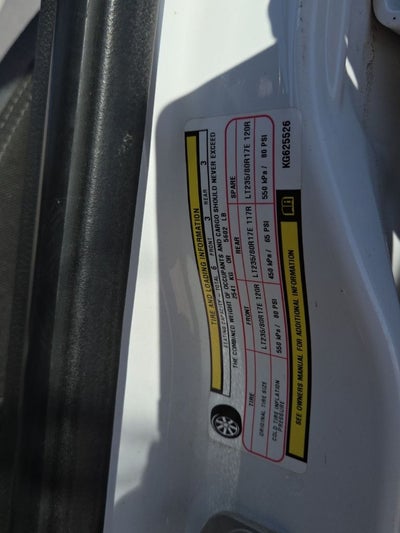 TIRE AND LOADING INFORMATION
SEATING CAPACITY - TOTAL 6 FRONT 3 REAR 3
THE COMBINED WEIGHT OF OCCUPANTS AND CARGO SHOULD NEVER EXCEED
2541 KG OR 5602 LB
TIRE FRONT REAR SPARE
ORIGINAL TIRE SIZE LT235/80R17E 120R LT235/80R17E 117R LT235/80R17E 120R
COLD TIRE INFLATION PRESSURE 550 kPa / 80 PSI 450 kPa / 65 PSI 550 kPa / 80 PSI
SEE OWNERS MANUAL FOR ADDITIONAL INFORMATION
KG625526